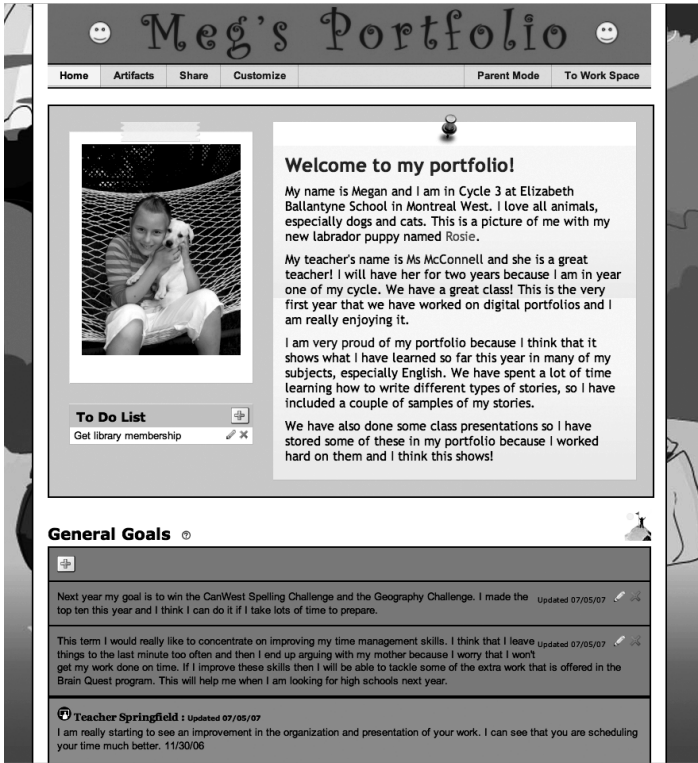 Meg's Portfolio
Home Artifacts Share Customize Parent Mode To Work Space
Welcome to my portfolio!
My name is Megan and I am in Cycle 3 at Elizabeth
Ballantyne School in Montreal West. I love all animals,
especially dogs and cats. This is a picture of me with my
new labrador puppy named Rosie.
My teacher's name is Ms McConnell and she is a great
teacher! I will have her for two years because I am in year
one of my cycle. We have a great class! This is the very
first year that we have worked on digital portfolios and I
am really enjoying it.
I am very proud of my portfolio because I think that it
shows what I have learned so far this year in many of my
subjects, especially English. We have spent a lot of time
learning how to write different types of stories, so I have
included a couple of samples of my stories.
We have also done some class presentations so I have
stored some of these in my portfolio because I worked
hard on them and I think this shows!
To Do List
Get library membership
General Goals
Next year my goal is to win the CanWest Spelling Challenge and the Geography Challenge. I made the
top ten this year and I think I can do it if I take lots of time to prepare.
Updated 07/05/07
This term I would really like to concentrate on improving my time management skills. I think that I leave
things to the last minute too often and then I end up arguing with my mother because I worry that I won't
get my work done on time. If I improve these skills then I will be able to tackle some of the extra work that is offered in the
Brain Quest program. This will help me when I am looking for high schools next year.
Updated 07/05/07
Teacher Springfield : Updated 07/05/07
I am really starting to see an improvement in the organization and presentation of your work. I can see that you are scheduling
your time much better. 11/30/06